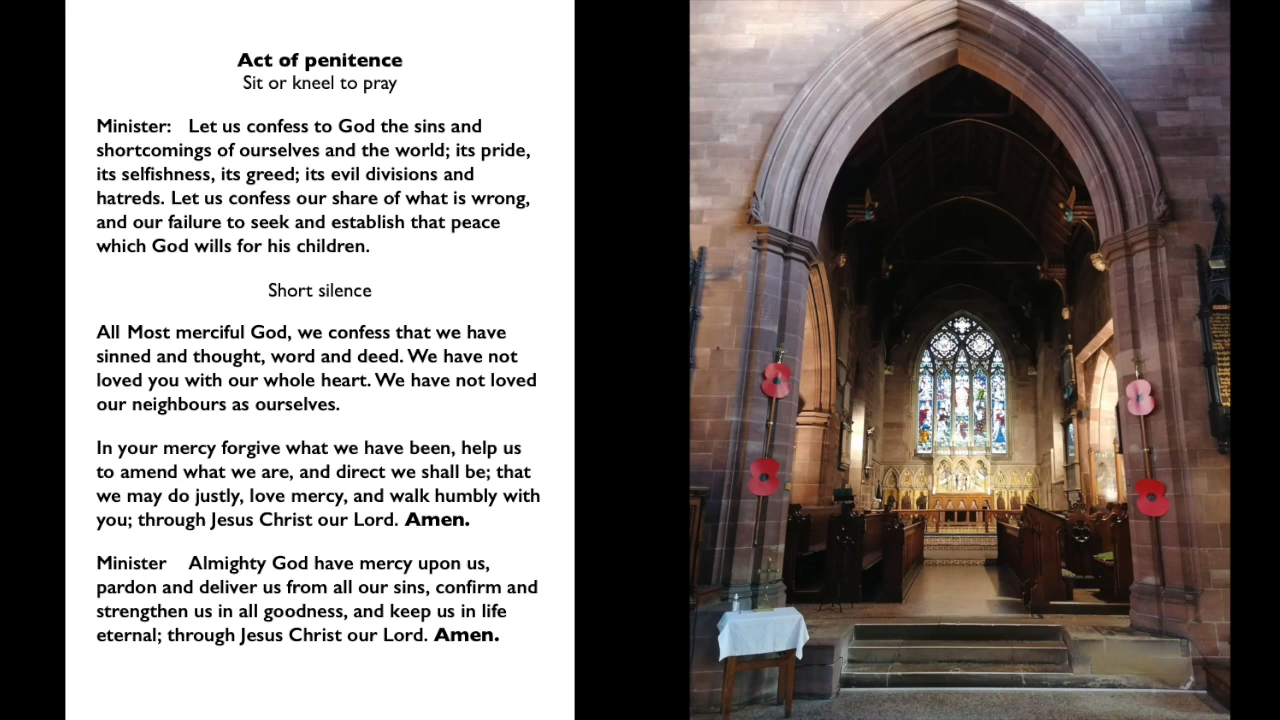 Act of penitence
Sit or kneel to pray
Minister: Let us confess to God the sins and
shortcomings of ourselves and the world; its pride,
its selfishness, its greed; its evil divisions and
hatreds. Let us confess our share of what is wrong,
and our failure to seek and establish that peace
which God wills for his children.
Short silence
All Most merciful God, we confess that we have
sinned and thought, word and deed. We have not
loved you with our whole heart. We have not loved
our neighbours as ourselves.
In your mercy forgive what we have been, help us
to amend what we are, and direct we shall be; that
we may do justly, love mercy, and walk humbly with
you; through Jesus Christ our Lord. Amen.
Minister Almighty God have mercy upon us,
pardon and deliver us from all our sins, confirm and
strengthen us in all goodness, and keep us in life
eternal; through Jesus Christ our Lord. Amen.